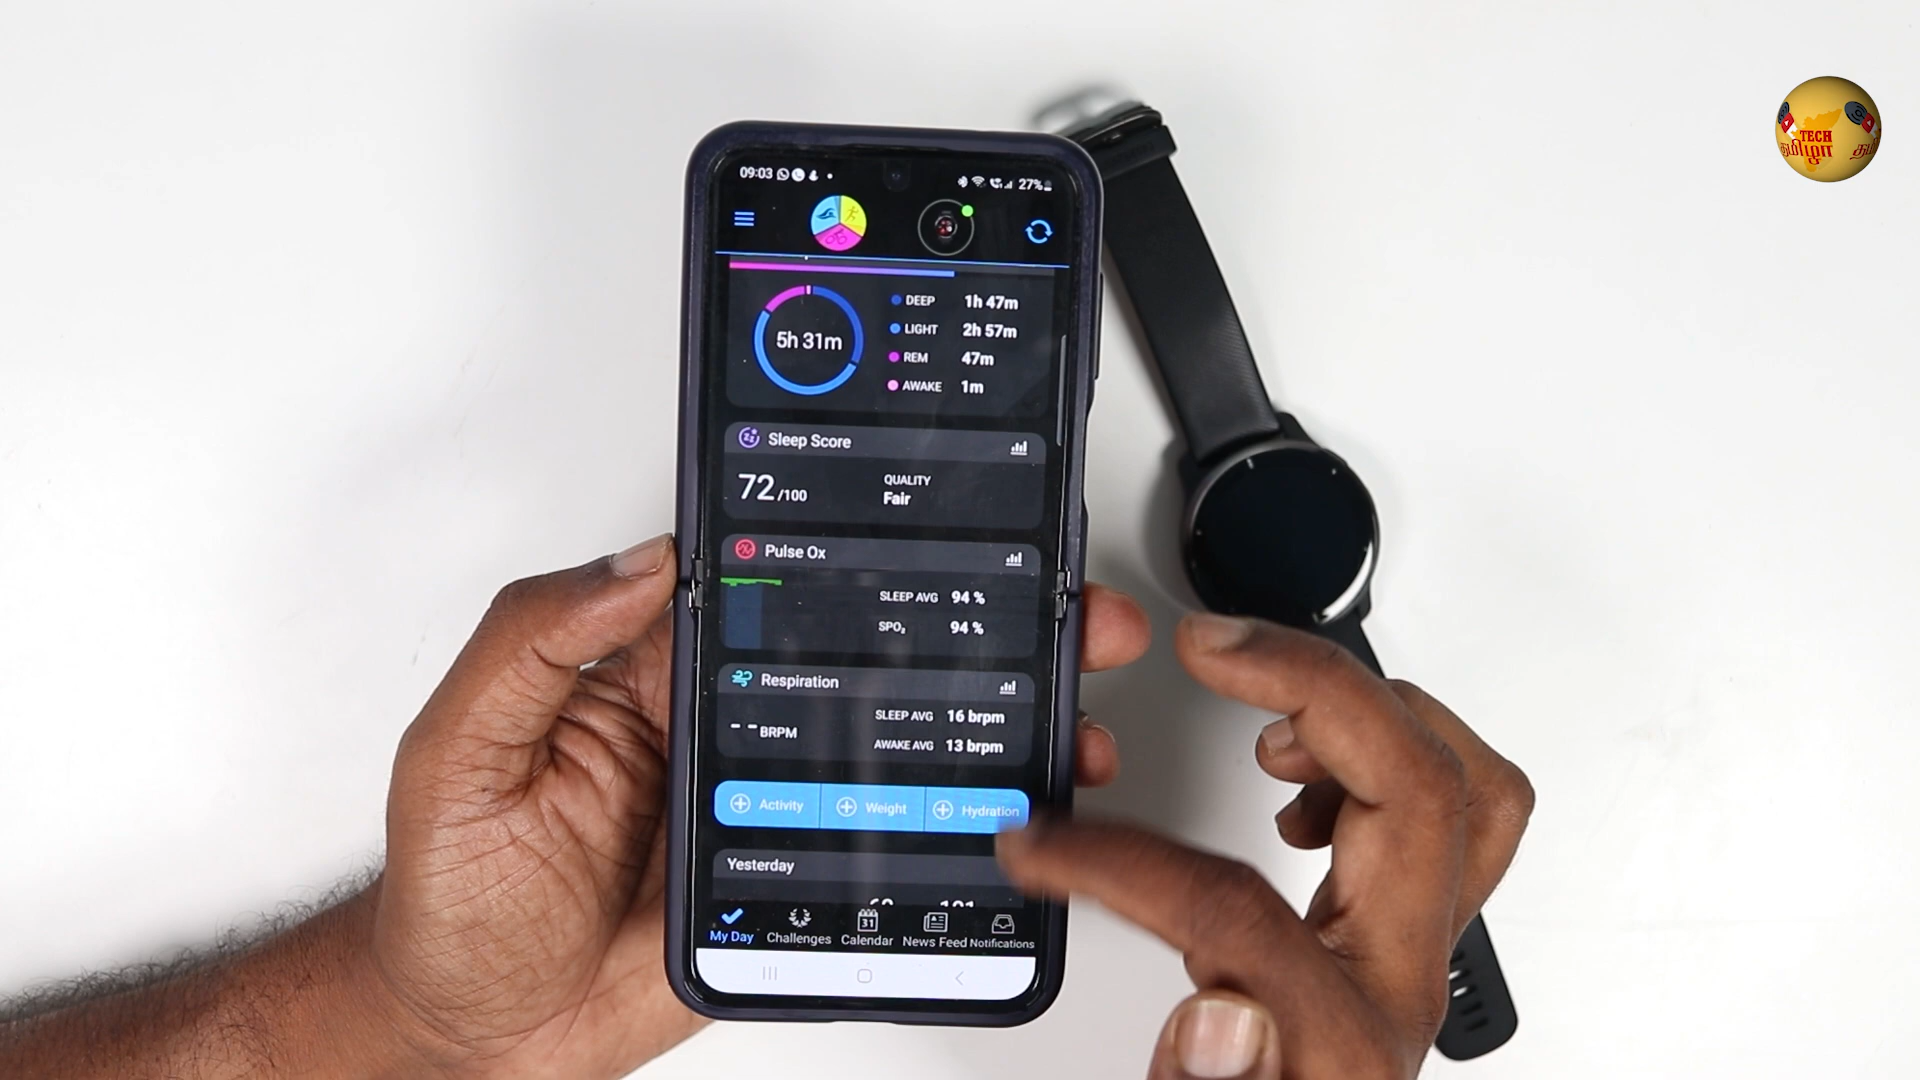 09:03
27%
DEEP 1h 47m
LIGHT 2h 57m
REM 47m
AWAKE 1m
5h 31m
Sleep Score
72/100
QUALITY
Fair
Pulse Ox
SLEEP AVG 94 %
SPO₂ 94 %
Respiration
-- BRPM
SLEEP AVG 16 brpm
AWAKE AVG 13 brpm
Activity
Weight
Hydration
Yesterday
31
My Day
Challenges
Calendar
News Feed
Notifications
TECH
தமிழா